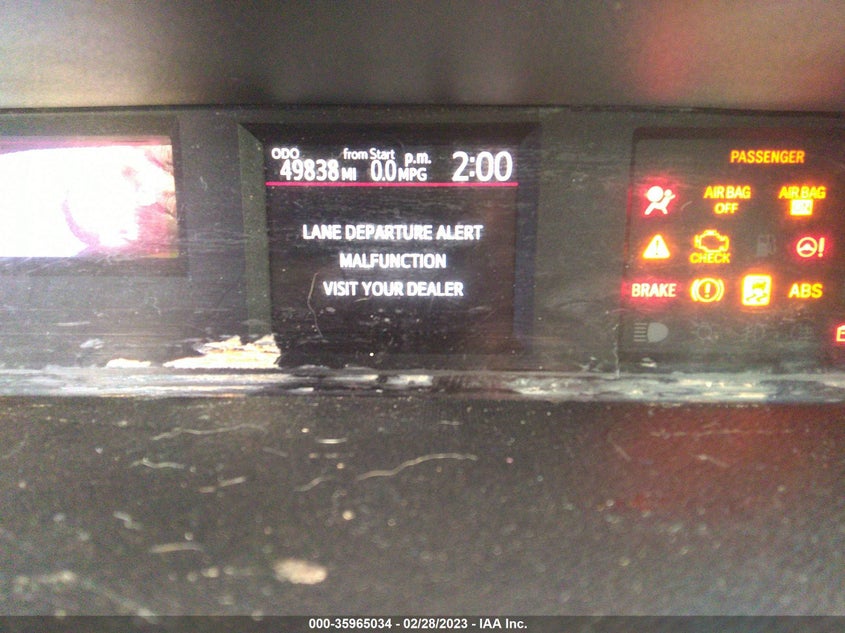 ODO from Start p.m.
49838 MI 0.0 MPG 2:00
LANE DEPARTURE ALERT
MALFUNCTION
VISIT YOUR DEALER
PASSENGER
AIR BAG AIR BAG
OFF
CHECK
BRAKE ABS
000-35965034 - 02/28/2023 - IAA Inc.